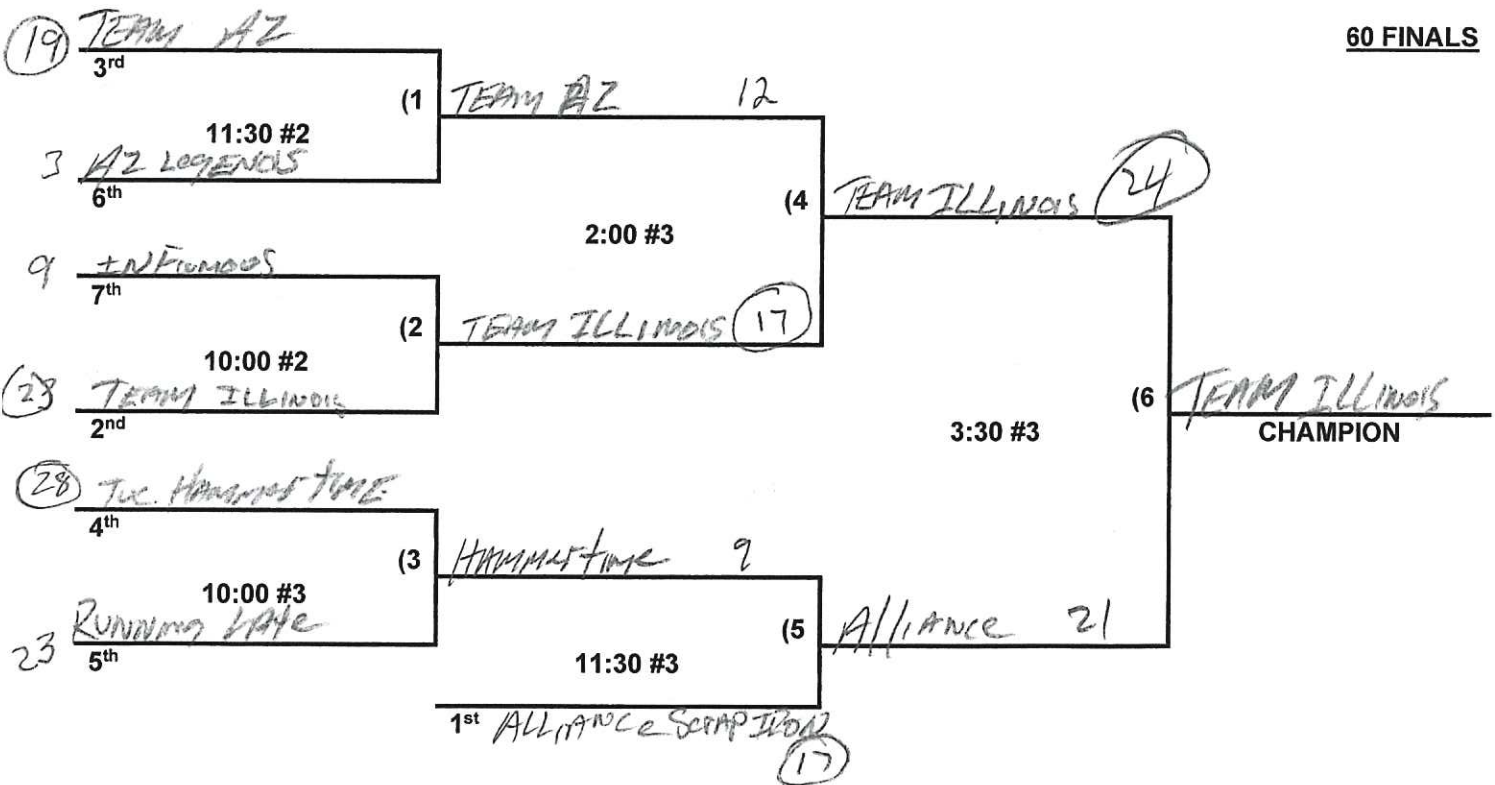 60 FINALS
19 TEAM AZ
3rd
(1 TEAM AZ 12
11:30 #2
3 AZ LEGENDS
6th
(4 TEAM ILLINOIS 24
2:00 #3
9
7th
(2 TEAM ILLINOIS 17
10:00 #2
23 TEAM ILLINOIS
2nd
(6 TEAM ILLINOIS
CHAMPION
3:30 #3
28 TUC. HAMMERTIME
4th
(3 HAMMERTIME 9
10:00 #3
23 RUNNING LATE
5th
(5 AllIANCe 21
11:30 #3
1st ALLIANCe SCRAP IRON
17